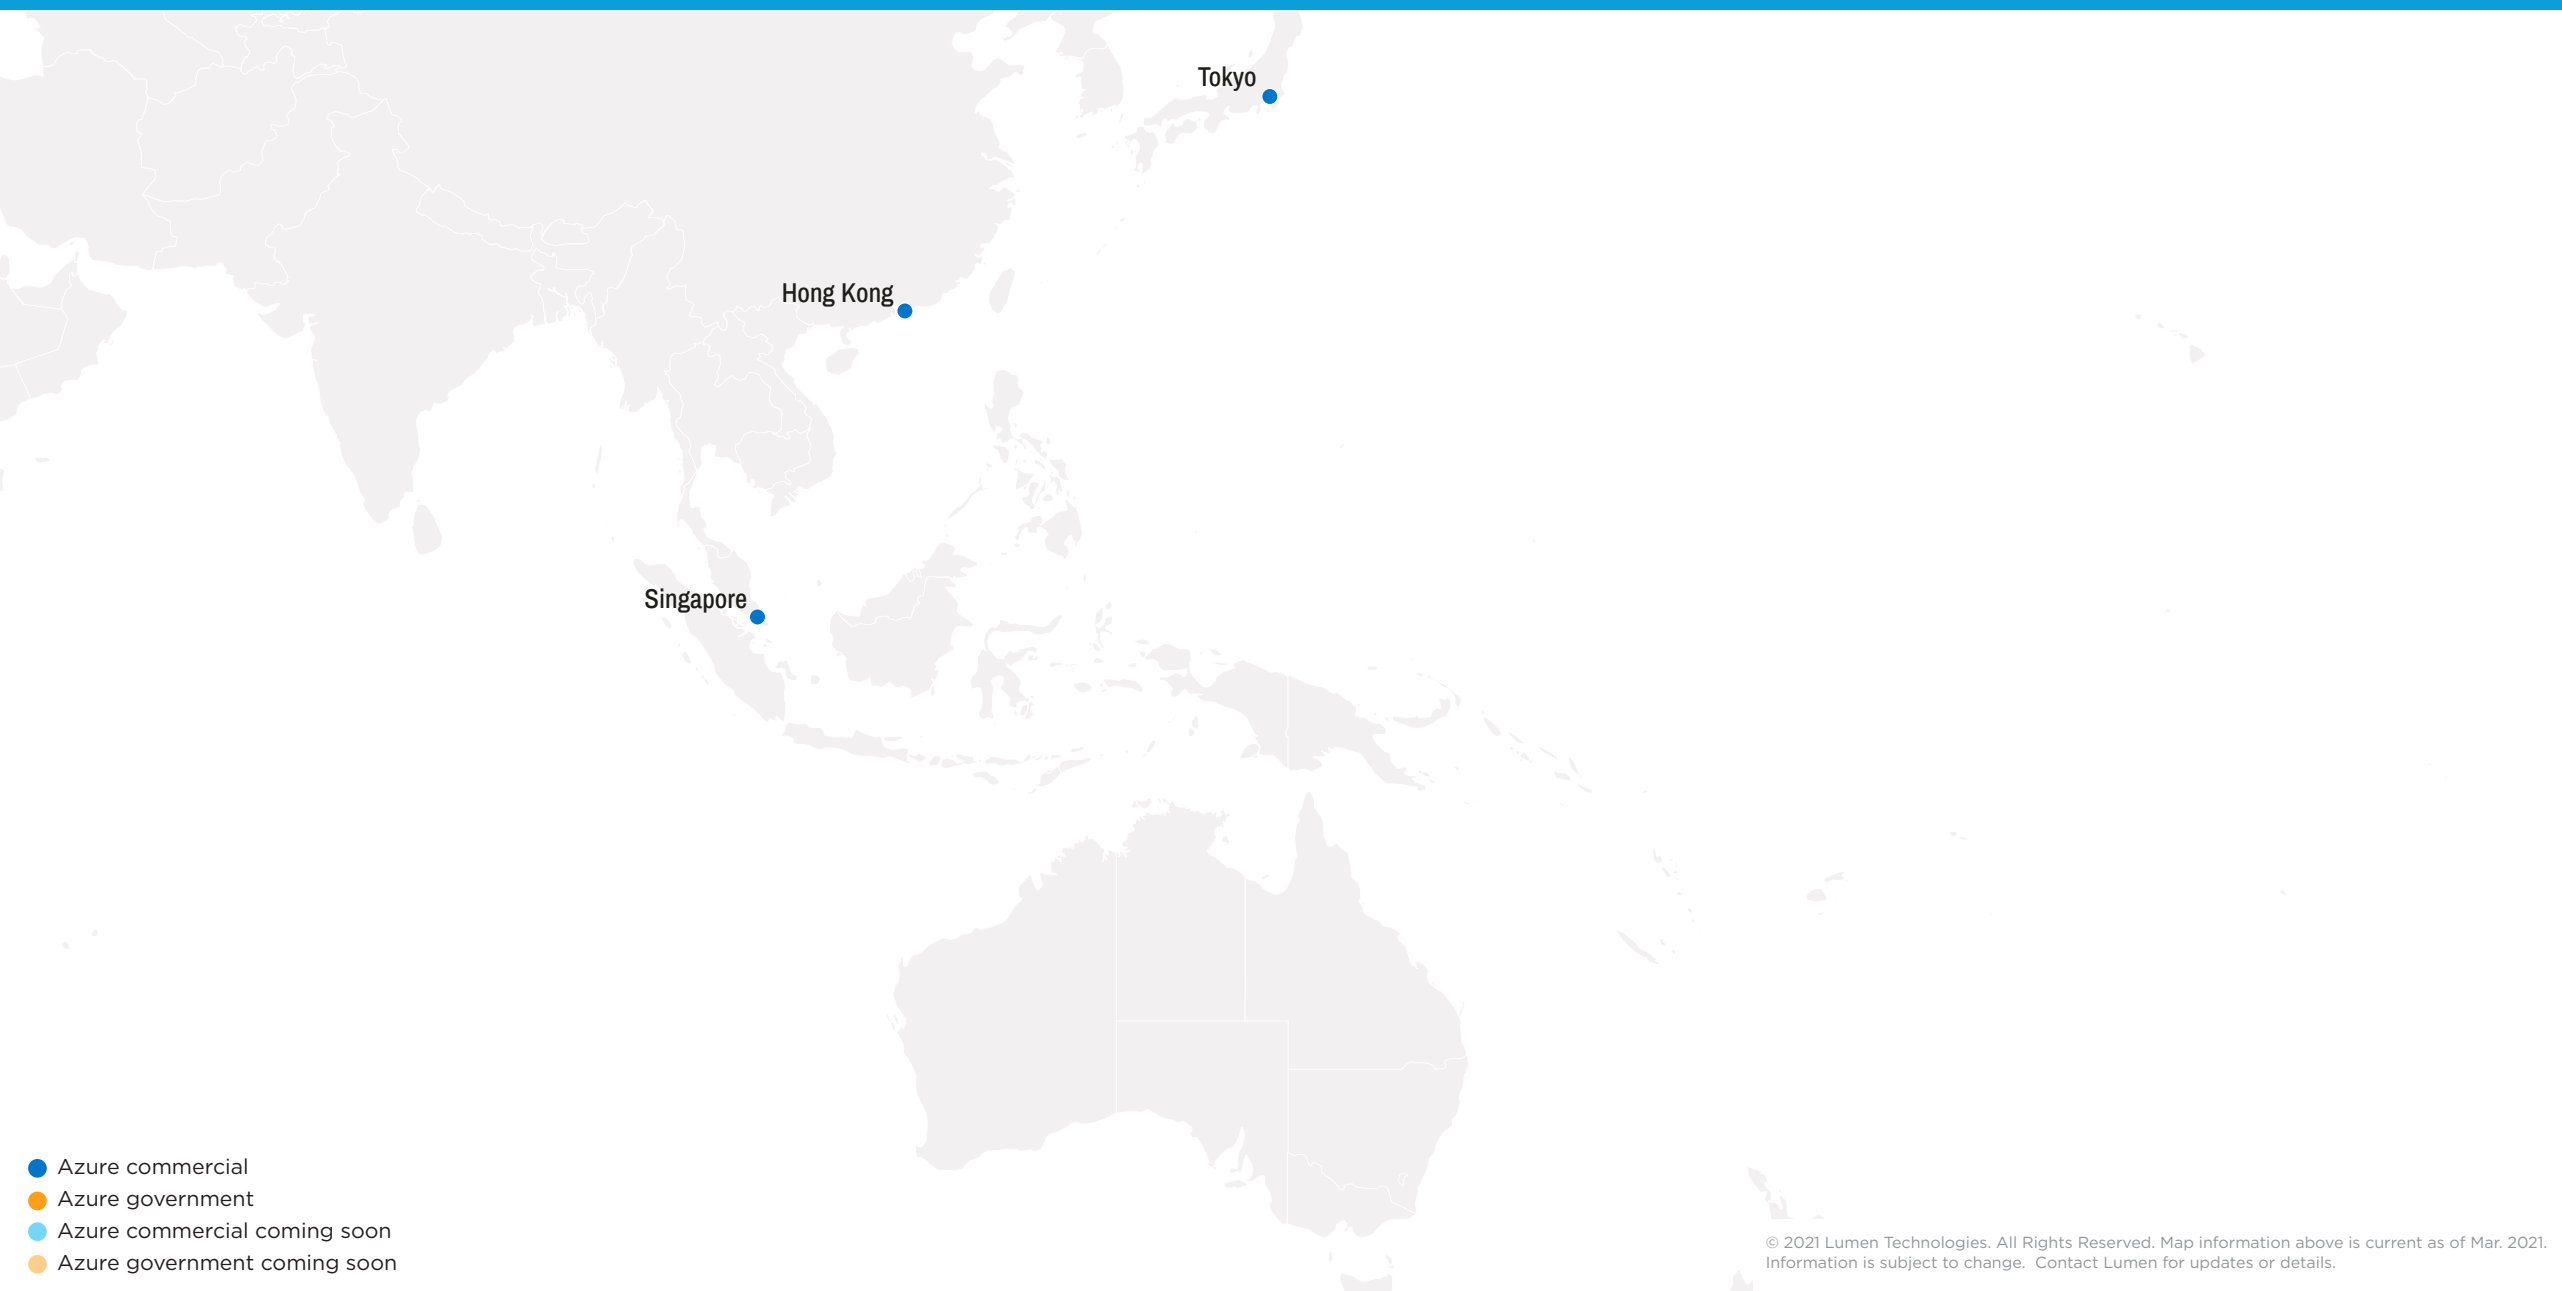 Tokyo
Hong Kong
Singapore
Azure commercial
Azure government
Azure commercial coming soon
Azure government coming soon
© 2021 Lumen Technologies. All Rights Reserved. Map information above is current as of Mar. 2021.
Information is subject to change.  Contact Lumen for updates or details.